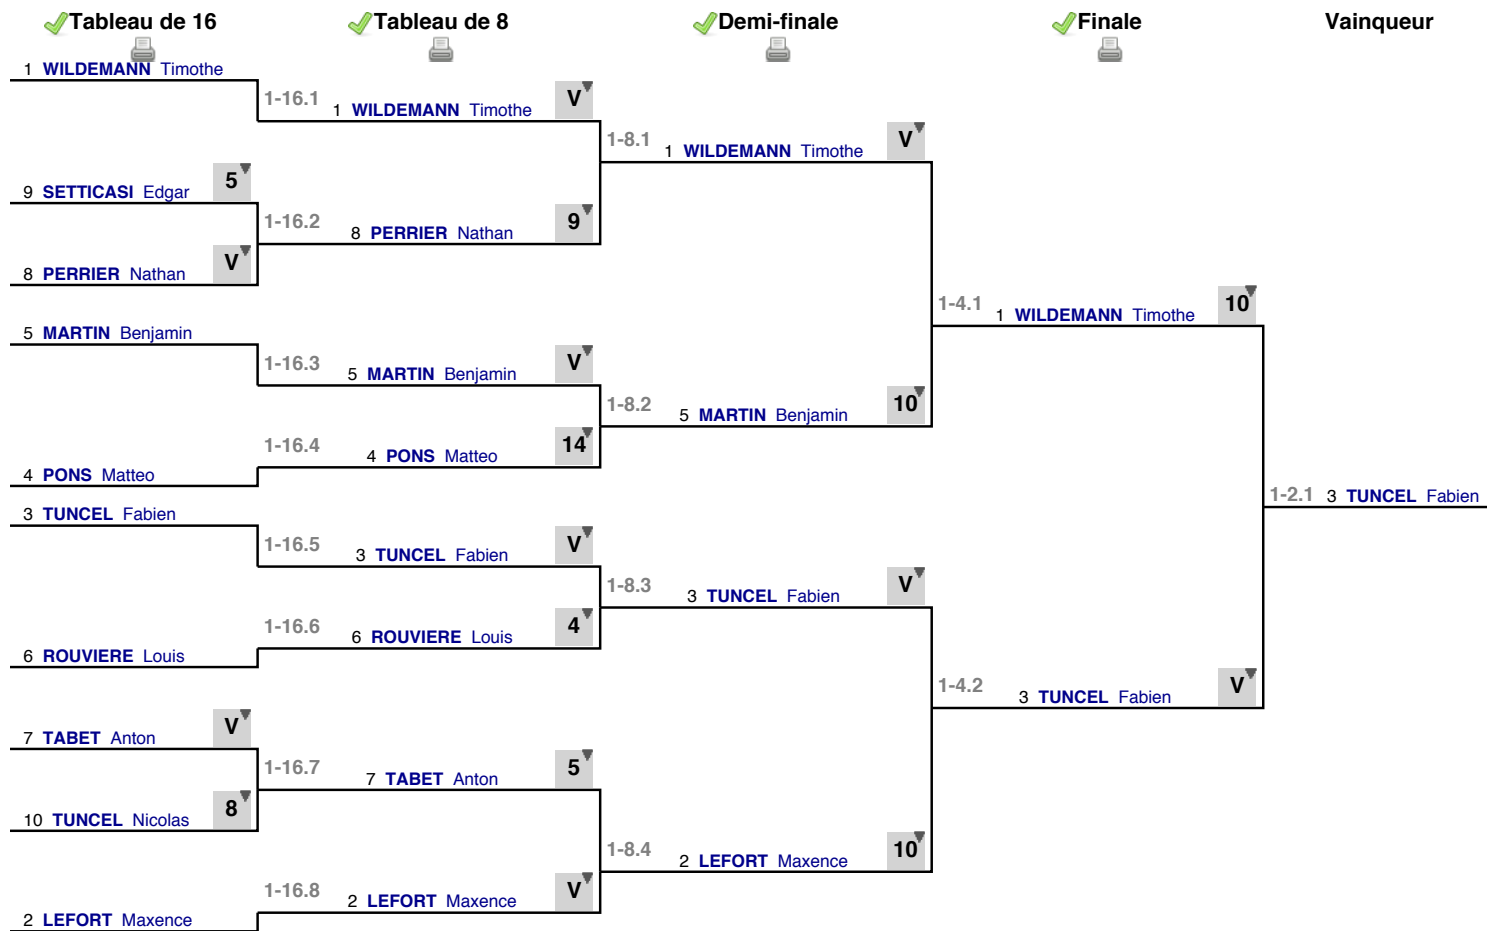 Tableau de 16
Tableau de 8
Demi-finale
Finale
Vainqueur
1 WILDEMANN Timothe
1-16.1
1 WILDEMANN Timothe
V
1-8.1
1 WILDEMANN Timothe
V
9 SETTICASI Edgar
5
1-16.2
8 PERRIER Nathan
9
8 PERRIER Nathan
V
1-4.1
1 WILDEMANN Timothe
10
5 MARTIN Benjamin
1-16.3
5 MARTIN Benjamin
V
1-8.2
5 MARTIN Benjamin
10
1-16.4
4 PONS Matteo
14
4 PONS Matteo
1-2.1
3 TUNCEL Fabien
3 TUNCEL Fabien
1-16.5
3 TUNCEL Fabien
V
1-8.3
3 TUNCEL Fabien
V
1-16.6
6 ROUVIERE Louis
4
6 ROUVIERE Louis
1-4.2
3 TUNCEL Fabien
V
7 TABET Anton
V
1-16.7
7 TABET Anton
5
10 TUNCEL Nicolas
8
1-8.4
2 LEFORT Maxence
10
1-16.8
2 LEFORT Maxence
V
2 LEFORT Maxence